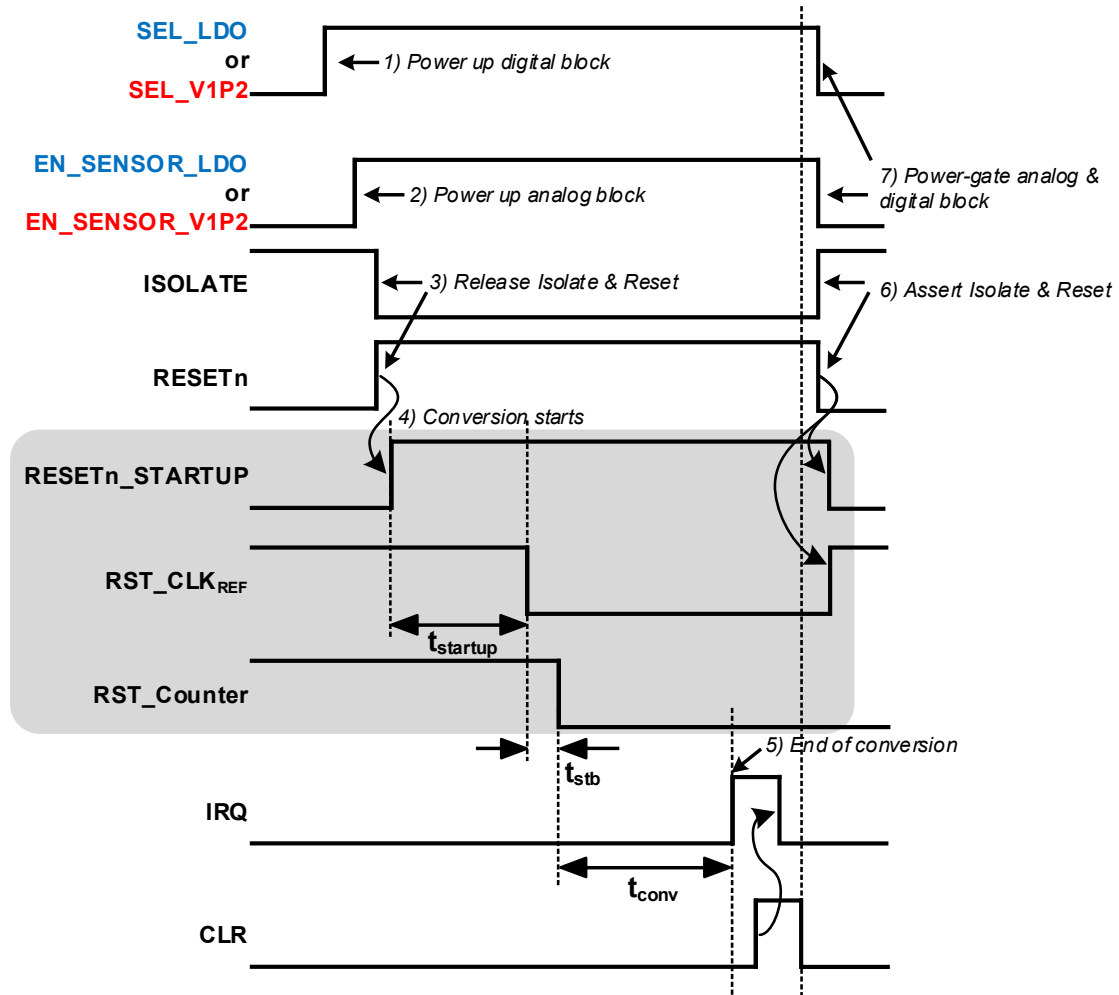 SEL_LDO
or
SEL_V1P2
1) Power up digital block
EN_SENSOR_LDO
or
EN_SENSOR_V1P2
2) Power up analog block
7) Power-gate analog &
digital block
ISOLATE
3) Release Isolate & Reset
6) Assert Isolate & Reset
RESETn
4) Conversion starts
RESETn_STARTUP
RST_CLKREF
tstartup
RST_Counter
5) End of conversion
tstb
IRQ
tconv
CLR